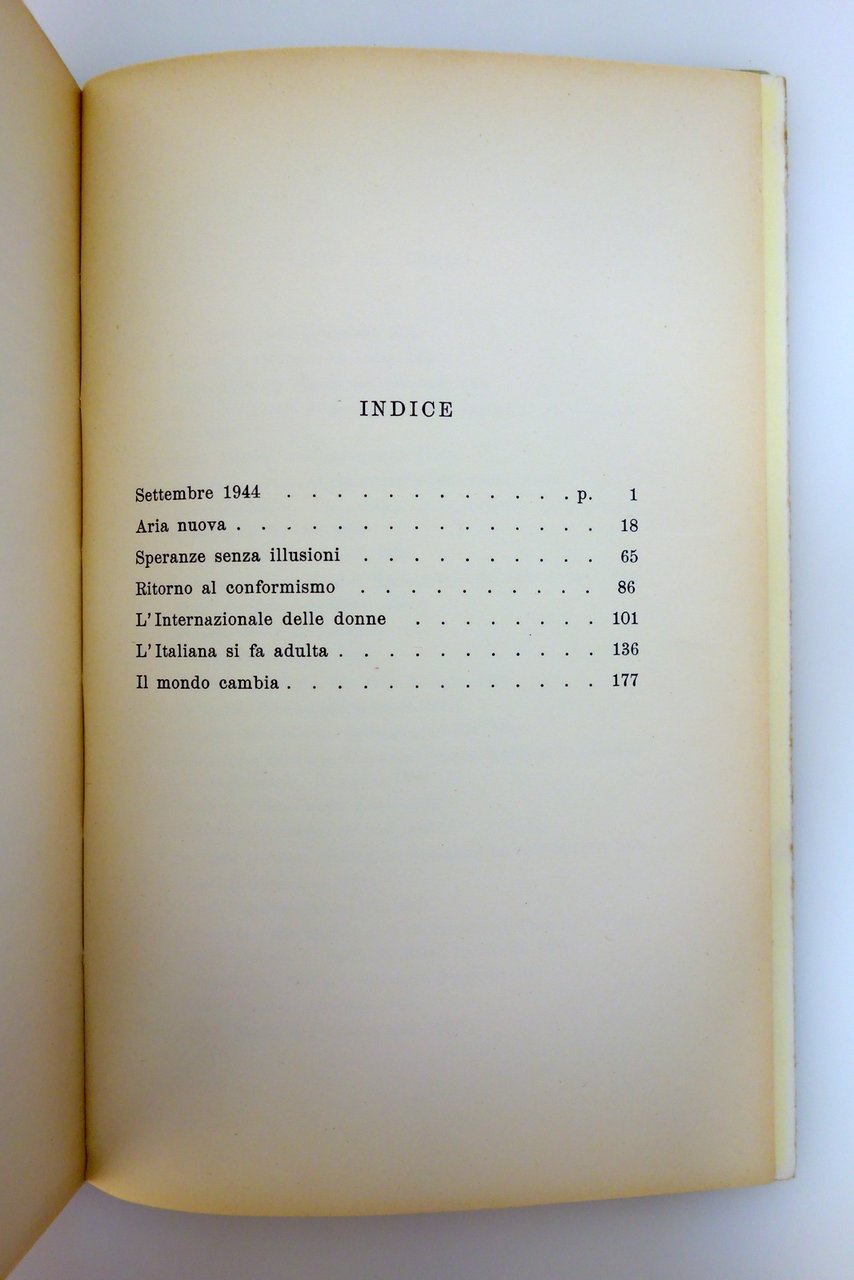 INDICE
Settembre 1944 . . . . . . . . . . . . p. 1
Aria nuova . . . . . . . . . . . . . . . 18
Speranze senza illusioni . . . . . . . . . . 65
Ritorno al conformismo . . . . . . . . . . 86
L'Internazionale delle donne . . . . . . . . 101
L'Italiana si fa adulta . . . . . . . . . . . 136
Il mondo cambia . . . . . . . . . . . . . 177